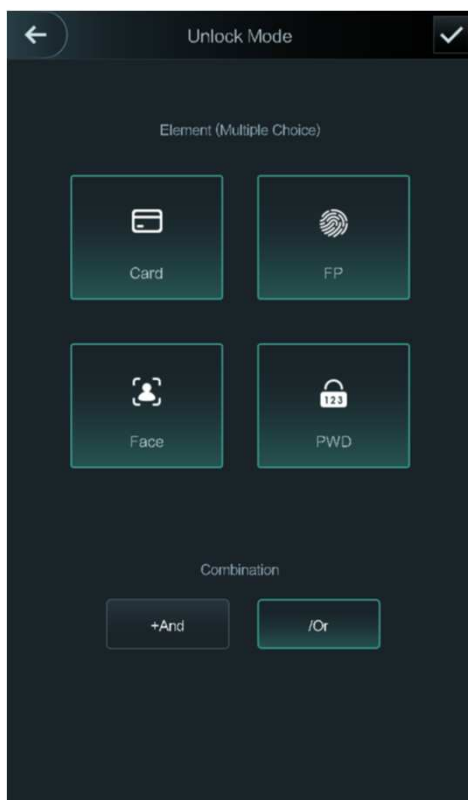 Unlock Mode
Element (Multiple Choice)
Card
FP
Face
123
PWD
Combination
+And
/Or